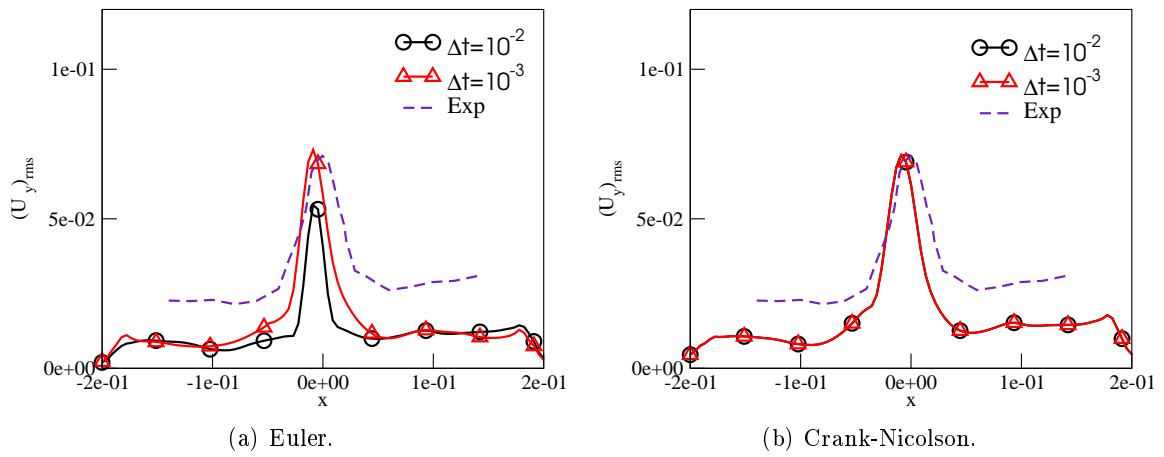 Δt=10⁻²
Δt=10⁻³
Exp
1e-01
5e-02
0e+00
(U_y)rms
-2e-01 -1e-01 0e+00 1e-01 2e-01
x
(a) Euler.
Δt=10⁻²
Δt=10⁻³
Exp
1e-01
5e-02
0e+00
(U_y)rms
-2e-01 -1e-01 0e+00 1e-01 2e-01
x
(b) Crank-Nicolson.